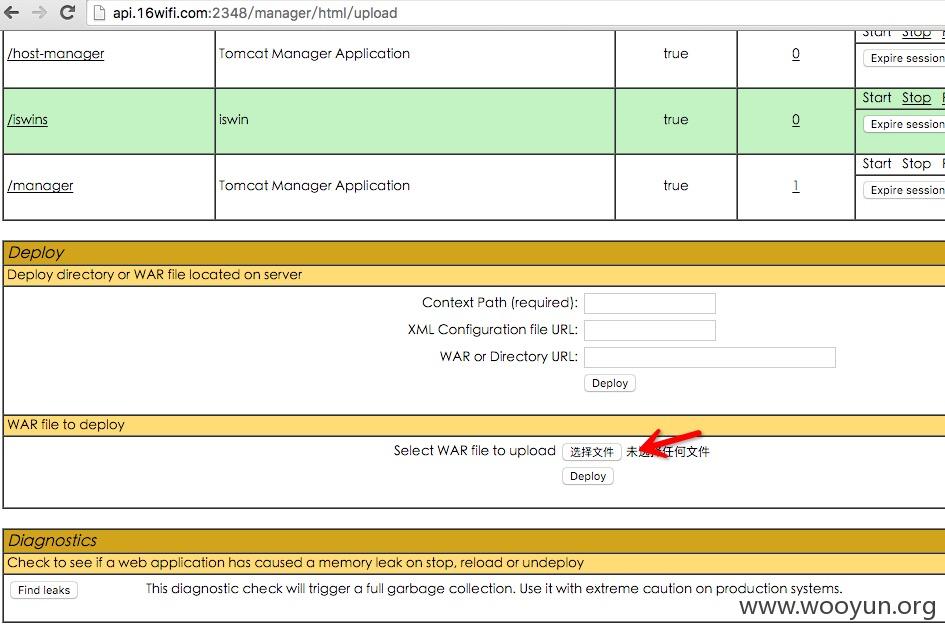 api.16wifi.com:2348/manager/html/upload
Start Stop
/host-manager Tomcat Manager Application true 0
Expire session
Start Stop
/iswins iswin true 0
Expire session
Start Stop
/manager Tomcat Manager Application true 1
Expire session
Deploy
Deploy directory or WAR file located on server
Context Path (required):
XML Configuration file URL:
WAR or Directory URL:
Deploy
WAR file to deploy
Select WAR file to upload 选择文件 未选择任何文件
Deploy
Diagnostics
Check to see if a web application has caused a memory leak on stop, reload or undeploy
Find leaks This diagnostic check will trigger a full garbage collection. Use it with extreme caution on production systems.
www.wooyun.org